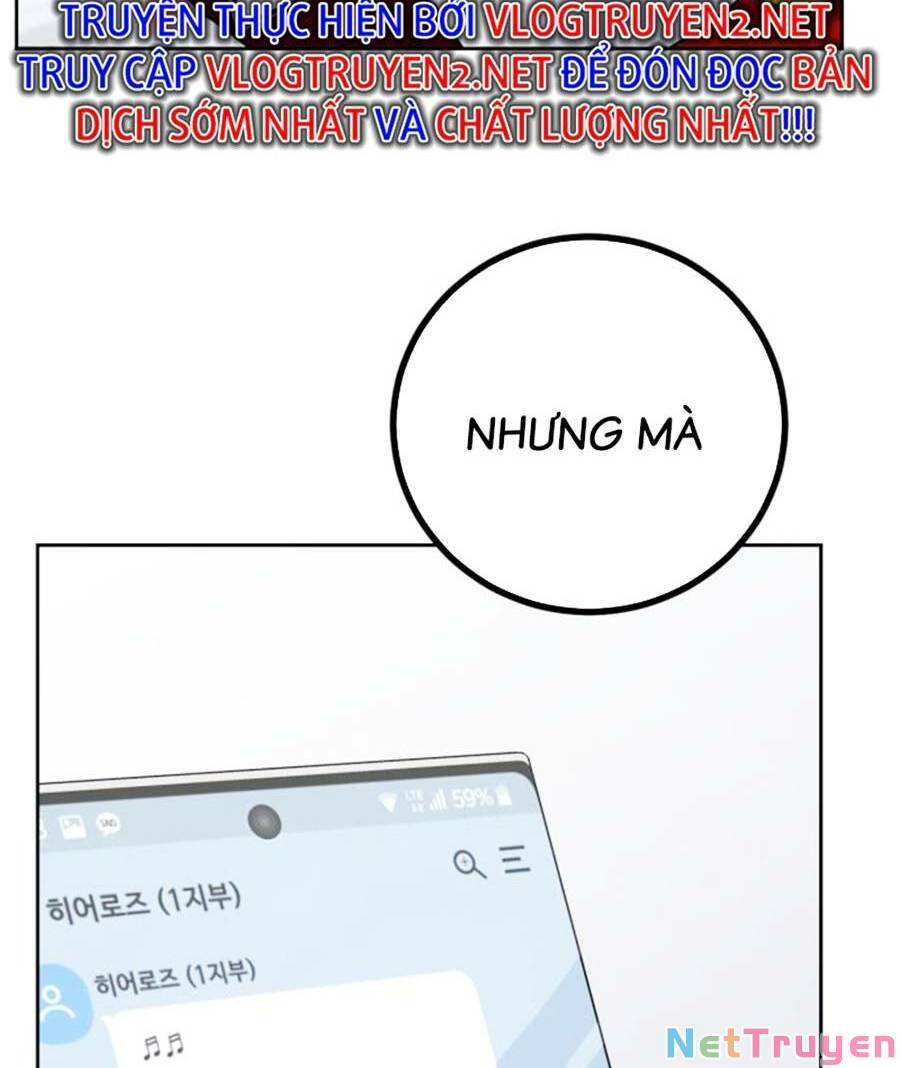 TRUYỆN THỰC HIỆN BỞI VLOGTRUYEN2.NET
TRUY CẬP VLOGTRUYEN2.NET ĐỂ ĐÓN ĐỌC BẢN
DỊCH SỚM NHẤT VÀ CHẤT LƯỢNG NHẤT!!!
NHƯNG MÀ
SNS LTE 59%
히어로즈 (1지부)
히어로즈 (1지부)
♬♬
NetTruyen